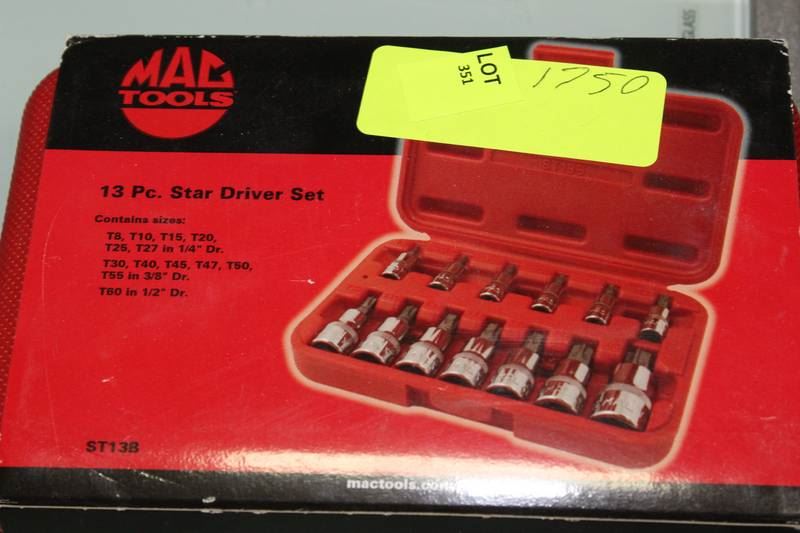 MAC
TOOLS
LOT
351
1750
13 Pc. Star Driver Set
Contains sizes:
T8, T10, T15, T20,
T25, T27 in 1/4" Dr.
T30, T40, T45, T47, T50,
T55 in 3/8" Dr.
T60 in 1/2" Dr.
ST13B
mactools.com
GLASS